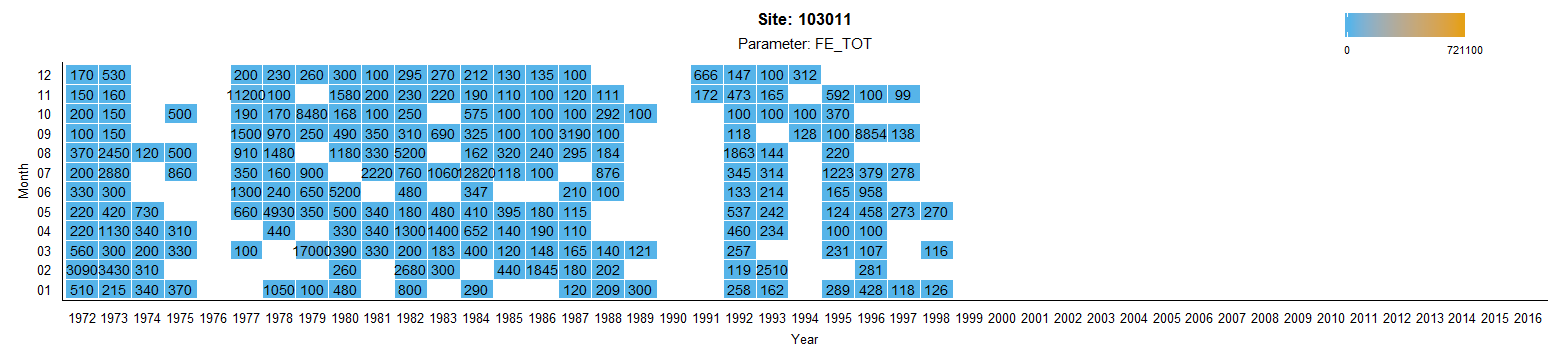 Site: 103011
Parameter: FE_TOT
0 721100
12 170 530 200 230 260 300 100 295 270 212 130 135 100 666 147 100 312
11 150 160 11200 100 1580 200 230 220 190 110 100 120 111 172 473 165 592 100 99
10 200 150 500 190 170 8480 168 100 250 575 100 100 100 292 100 100 100 100 370
09 100 150 1500 970 250 490 350 310 690 325 100 100 3190 100 118 128 100 8854 138
08 370 2450 120 500 910 1480 1180 330 5200 162 320 240 295 184 1863 144 220
07 200 2880 860 350 160 900 2220 760 1060 12820 118 100 876 345 314 1223 379 278
06 330 300 1300 240 650 5200 480 347 210 100 133 214 165 958
05 220 420 730 660 4930 350 500 340 180 480 410 395 180 115 537 242 124 458 273 270
04 220 1130 340 310 440 330 340 1300 1400 652 140 190 110 460 234 100 100
03 560 300 200 330 100 17000 390 330 200 183 400 120 148 165 140 121 257 231 107 116
02 3090 3430 310 260 2680 300 440 1845 180 202 119 2510 281
01 510 215 340 370 1050 100 480 800 290 120 209 300 258 162 289 428 118 126
Month
1972 1973 1974 1975 1976 1977 1978 1979 1980 1981 1982 1983 1984 1985 1986 1987 1988 1989 1990 1991 1992 1993 1994 1995 1996 1997 1998 1999 2000 2001 2002 2003 2004 2005 2006 2007 2008 2009 2010 2011 2012 2013 2014 2015 2016
Year